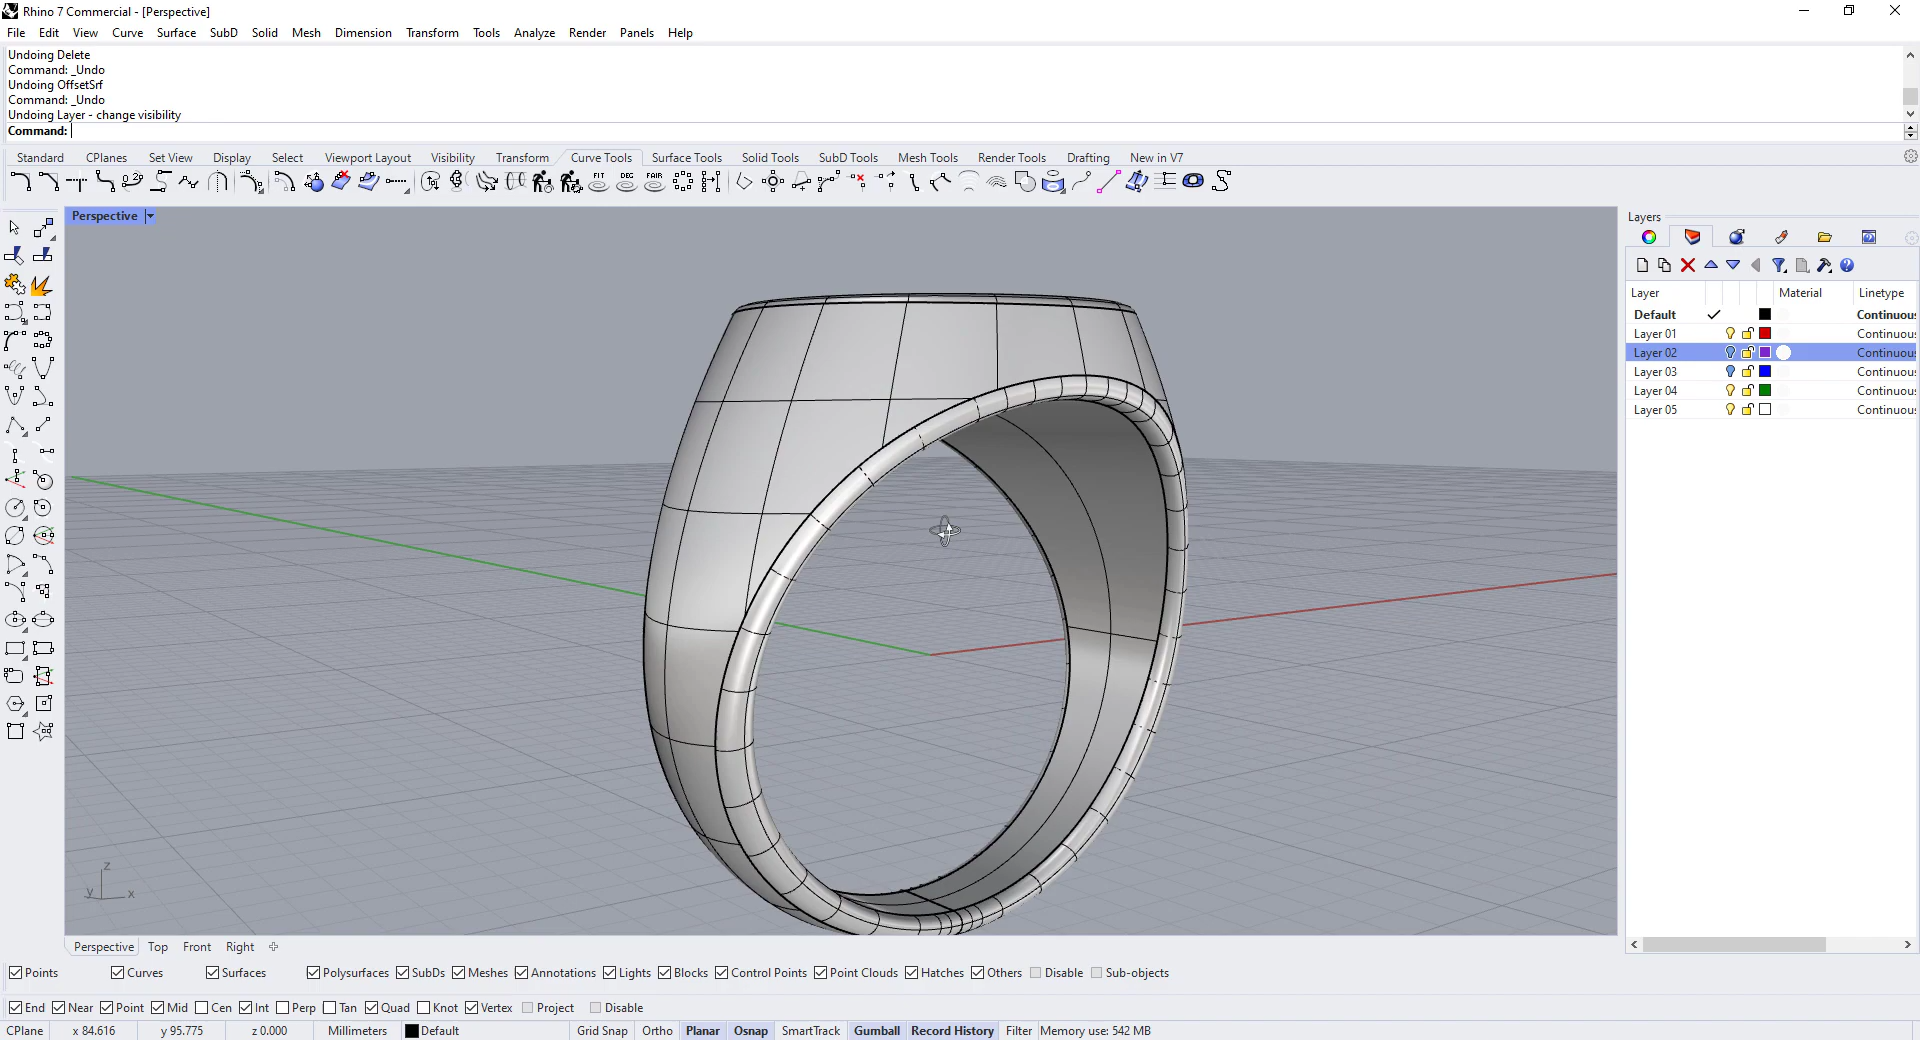 Rhino 7 Commercial - [Perspective]
File Edit View Curve Surface SubD Solid Mesh Dimension Transform Tools Analyze Render Panels Help
Undoing Delete
Command: _Undo
Undoing OffsetSrf
Command: _Undo
Undoing Layer - change visibility
Command:
Standard CPlanes Set View Display Select Viewport Layout Visibility Transform Curve Tools Surface Tools Solid Tools SubD Tools Mesh Tools Render Tools Drafting New in V7
FIT DEG FAIR
Perspective
Layers
Layer Material Linetype
Default Continuous
Layer 01 Continuous
Layer 02 Continuous
Layer 03 Continuous
Layer 04 Continuous
Layer 05 Continuous
z
y x
Perspective Top Front Right
Points Curves Surfaces Polysurfaces SubDs Meshes Annotations Lights Blocks Control Points Point Clouds Hatches Others Disable Sub-objects
End Near Point Mid Cen Int Perp Tan Quad Knot Vertex Project Disable
CPlane x 84.616 y 95.775 z 0.000 Millimeters Default Grid Snap Ortho Planar Osnap SmartTrack Gumball Record History Filter Memory use: 542 MB